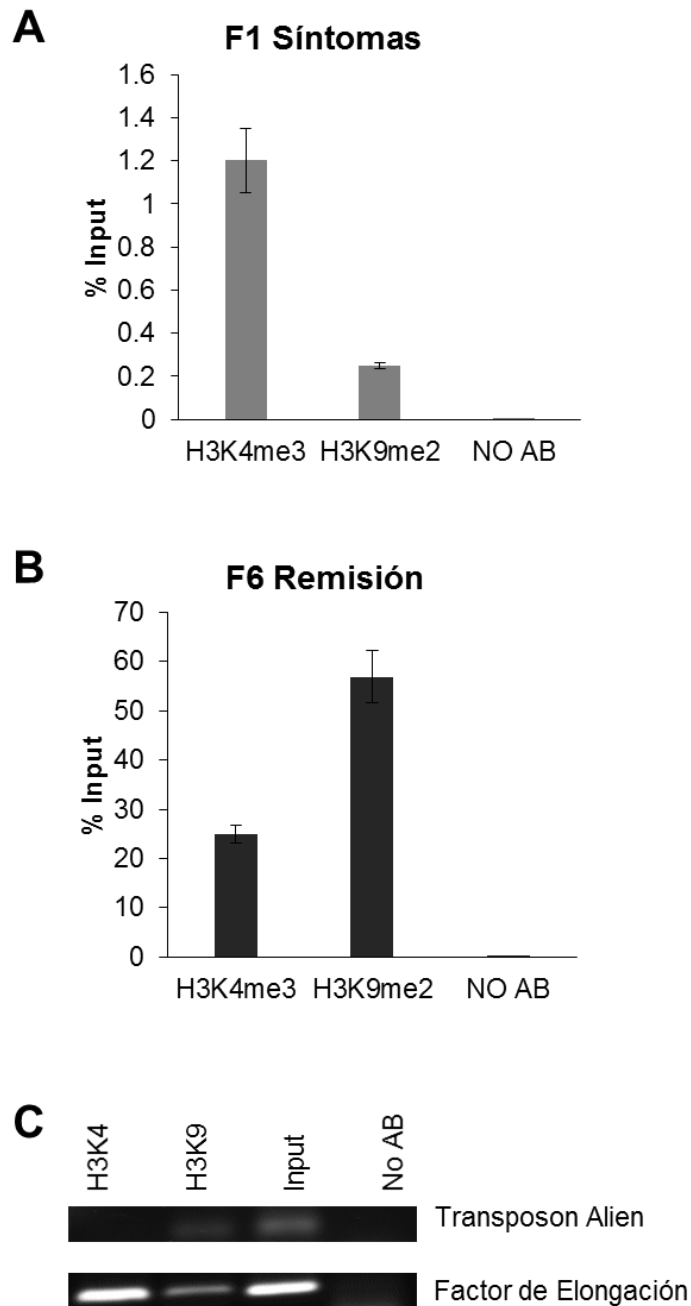 A
F1 Síntomas
1.6
1.4
1.2
1
0.8
0.6
0.4
0.2
0
% Input
H3K4me3 H3K9me2 NO AB
B
F6 Remisión
70
60
50
40
30
20
10
0
% Input
H3K4me3 H3K9me2 NO AB
C
H3K4 H3K9 Input No AB
Transposon Alien
Factor de Elongación